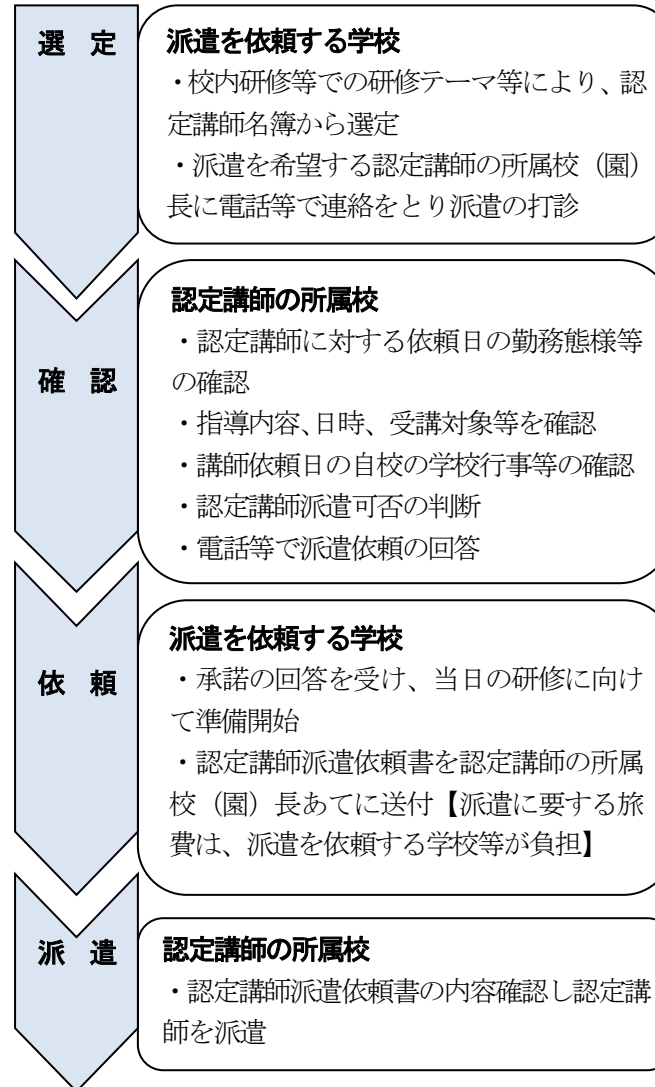 選 定
派遣を依頼する学校
・校内研修等での研修テーマ等により、認
定講師名簿から選定
・派遣を希望する認定講師の所属校（園）
長に電話等で連絡をとり派遣の打診
確 認
認定講師の所属校
・認定講師に対する依頼日の勤務態様等
の確認
・指導内容、日時、受講対象等を確認
・講師依頼日の自校の学校行事等の確認
・認定講師派遣可否の判断
・電話等で派遣依頼の回答
依 頼
派遣を依頼する学校
・承諾の回答を受け、当日の研修に向け
て準備開始
・認定講師派遣依頼書を認定講師の所属
校（園）長あてに送付【派遣に要する旅
費は、派遣を依頼する学校等が負担】
派 遣
認定講師の所属校
・認定講師派遣依頼書の内容確認し認定講
師を派遣